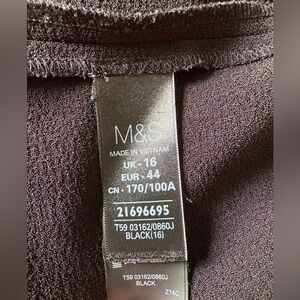 M&S
MADE IN VIETNAM
UK · 16
EUR · 44
CN · 170/100A
21696695
T59 03162/0860J
BLACK(16)
T59 03162/0860J
BLACK
Z14C